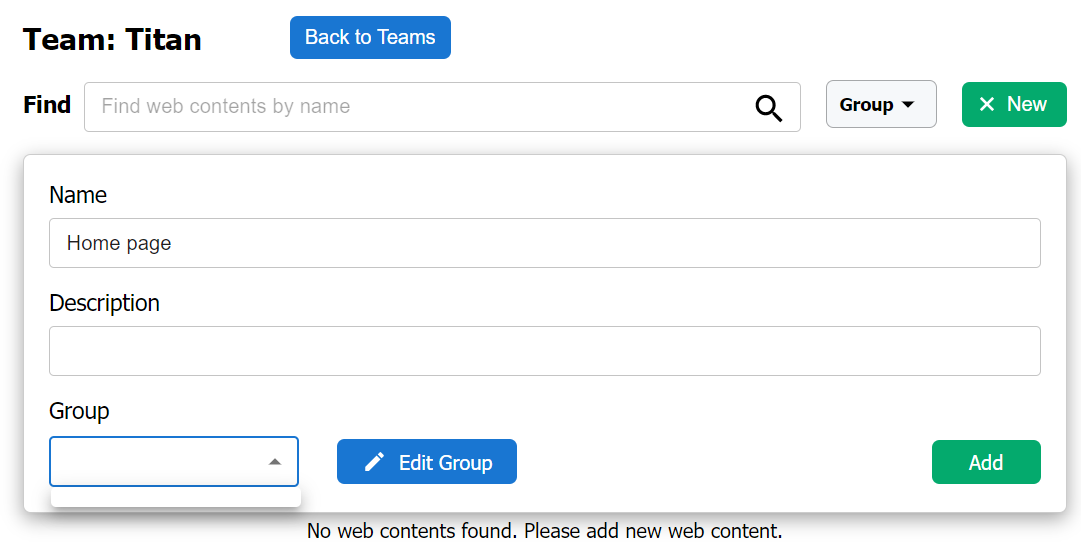 Team: Titan
Back to Teams
Find
Find web contents by name
Group
New
Name
Home page
Description
Group
Edit Group
Add
No web contents found. Please add new web content.